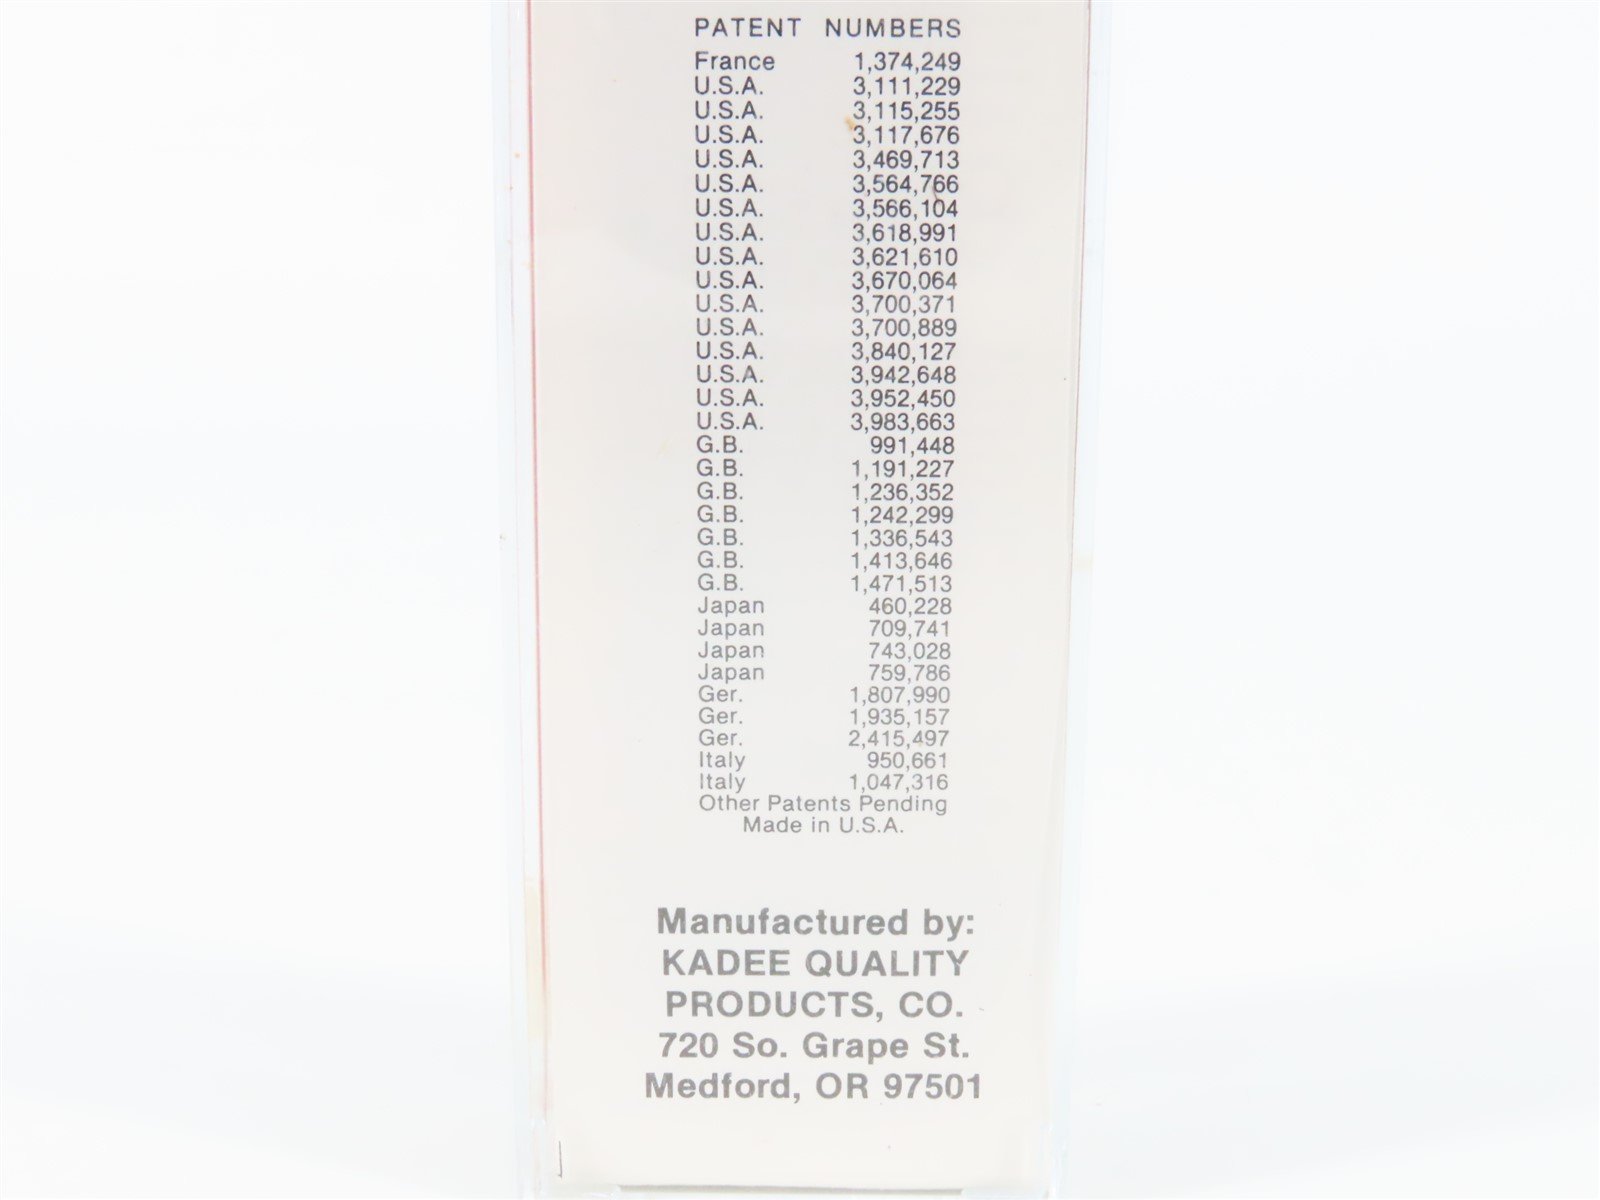 PATENT NUMBERS
France 1,374,249
U.S.A. 3,111,229
U.S.A. 3,115,255
U.S.A. 3,117,676
U.S.A. 3,469,713
U.S.A. 3,564,766
U.S.A. 3,566,104
U.S.A. 3,618,991
U.S.A. 3,621,610
U.S.A. 3,670,064
U.S.A. 3,700,371
U.S.A. 3,700,889
U.S.A. 3,840,127
U.S.A. 3,942,648
U.S.A. 3,952,450
U.S.A. 3,983,663
G.B. 991,448
G.B. 1,191,227
G.B. 1,236,352
G.B. 1,242,299
G.B. 1,336,543
G.B. 1,413,646
G.B. 1,471,513
Japan 460,228
Japan 709,741
Japan 743,028
Japan 759,786
Ger. 1,807,990
Ger. 1,935,157
Ger. 2,415,497
Italy 950,661
Italy 1,047,316
Other Patents Pending
Made in U.S.A.
Manufactured by:
KADEE QUALITY
PRODUCTS, CO.
720 So. Grape St.
Medford, OR 97501